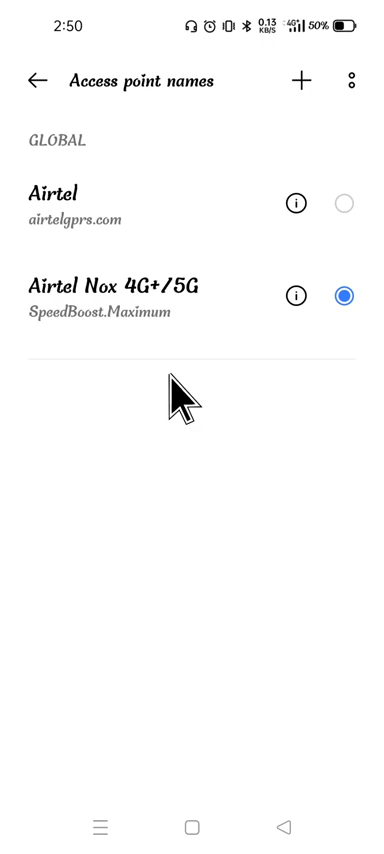 2:50 0.13 KB/S 4G+ 50%
Access point names
GLOBAL
Airtel
airtelgprs.com
Airtel Nox 4G+/5G
SpeedBoost.Maximum